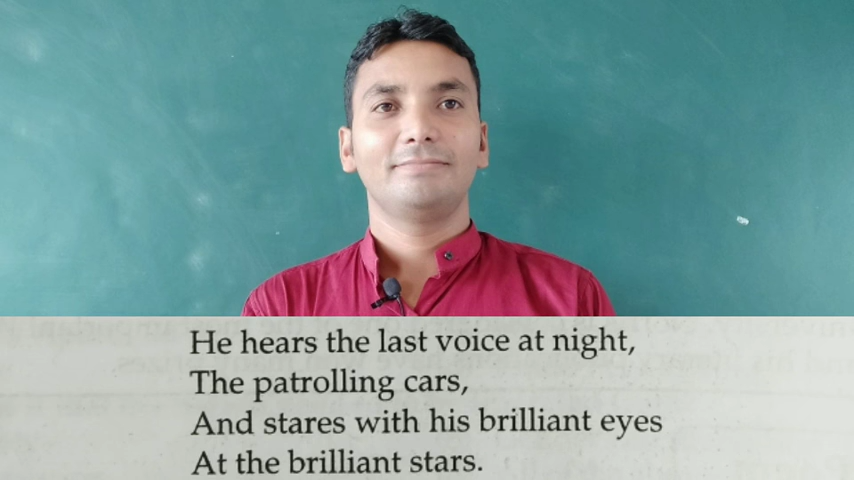 He hears the last voice at night,
The patrolling cars,
And stares with his brilliant eyes
At the brilliant stars.